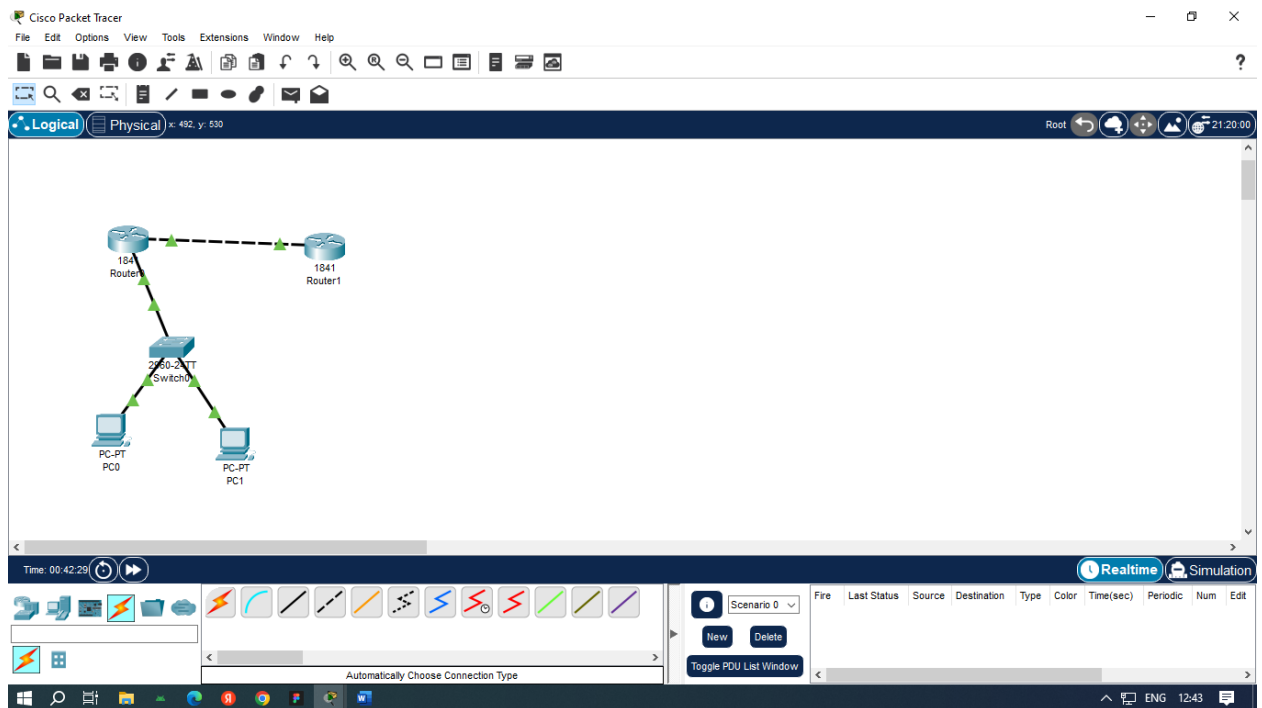 Cisco Packet Tracer
File Edit Options View Tools Extensions Window Help
?
Logical Physical x: 492, y: 530 Root 21:20:00
184
Router
1841
Router1
2960-24TT
Switch0
PC-PT
PC0
PC-PT
PC1
Time: 00:42:29 Realtime Simulation
Scenario 0
New Delete
Toggle PDU List Window
Fire Last Status Source Destination Type Color Time(sec) Periodic Num Edit
Automatically Choose Connection Type
ENG 12:43